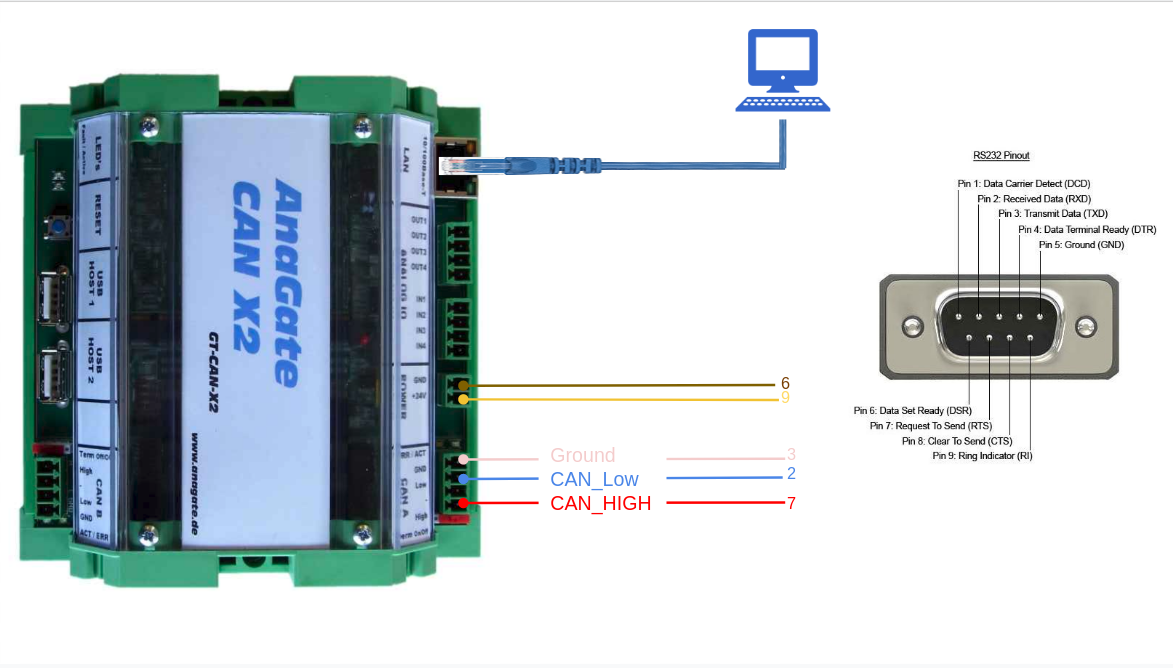 LED's
Fault / Active
RESET
USB
HOST 1
USB
HOST 2
Term On/Off
High
-
Low
GND
ACT / ERR
CAN B
AnaGate
CAN X2
GT-CAN-X2
www.anagate.de
10/100Base-T
LAN
OUT1
OUT2
OUT3
OUT4
ANALOG IO
IN1
IN2
IN3
IN4
GND
+24V
POWER
ERR / ACT
GND
Low
-
High
Term On/Off
CAN A
6
9
Ground
3
CAN_Low
2
CAN_HIGH
7
RS232 Pinout
Pin 1: Data Carrier Detect (DCD)
Pin 2: Received Data (RXD)
Pin 3: Transmit Data (TXD)
Pin 4: Data Terminal Ready (DTR)
Pin 5: Ground (GND)
Pin 6: Data Set Ready (DSR)
Pin 7: Request To Send (RTS)
Pin 8: Clear To Send (CTS)
Pin 9: Ring Indicator (RI)